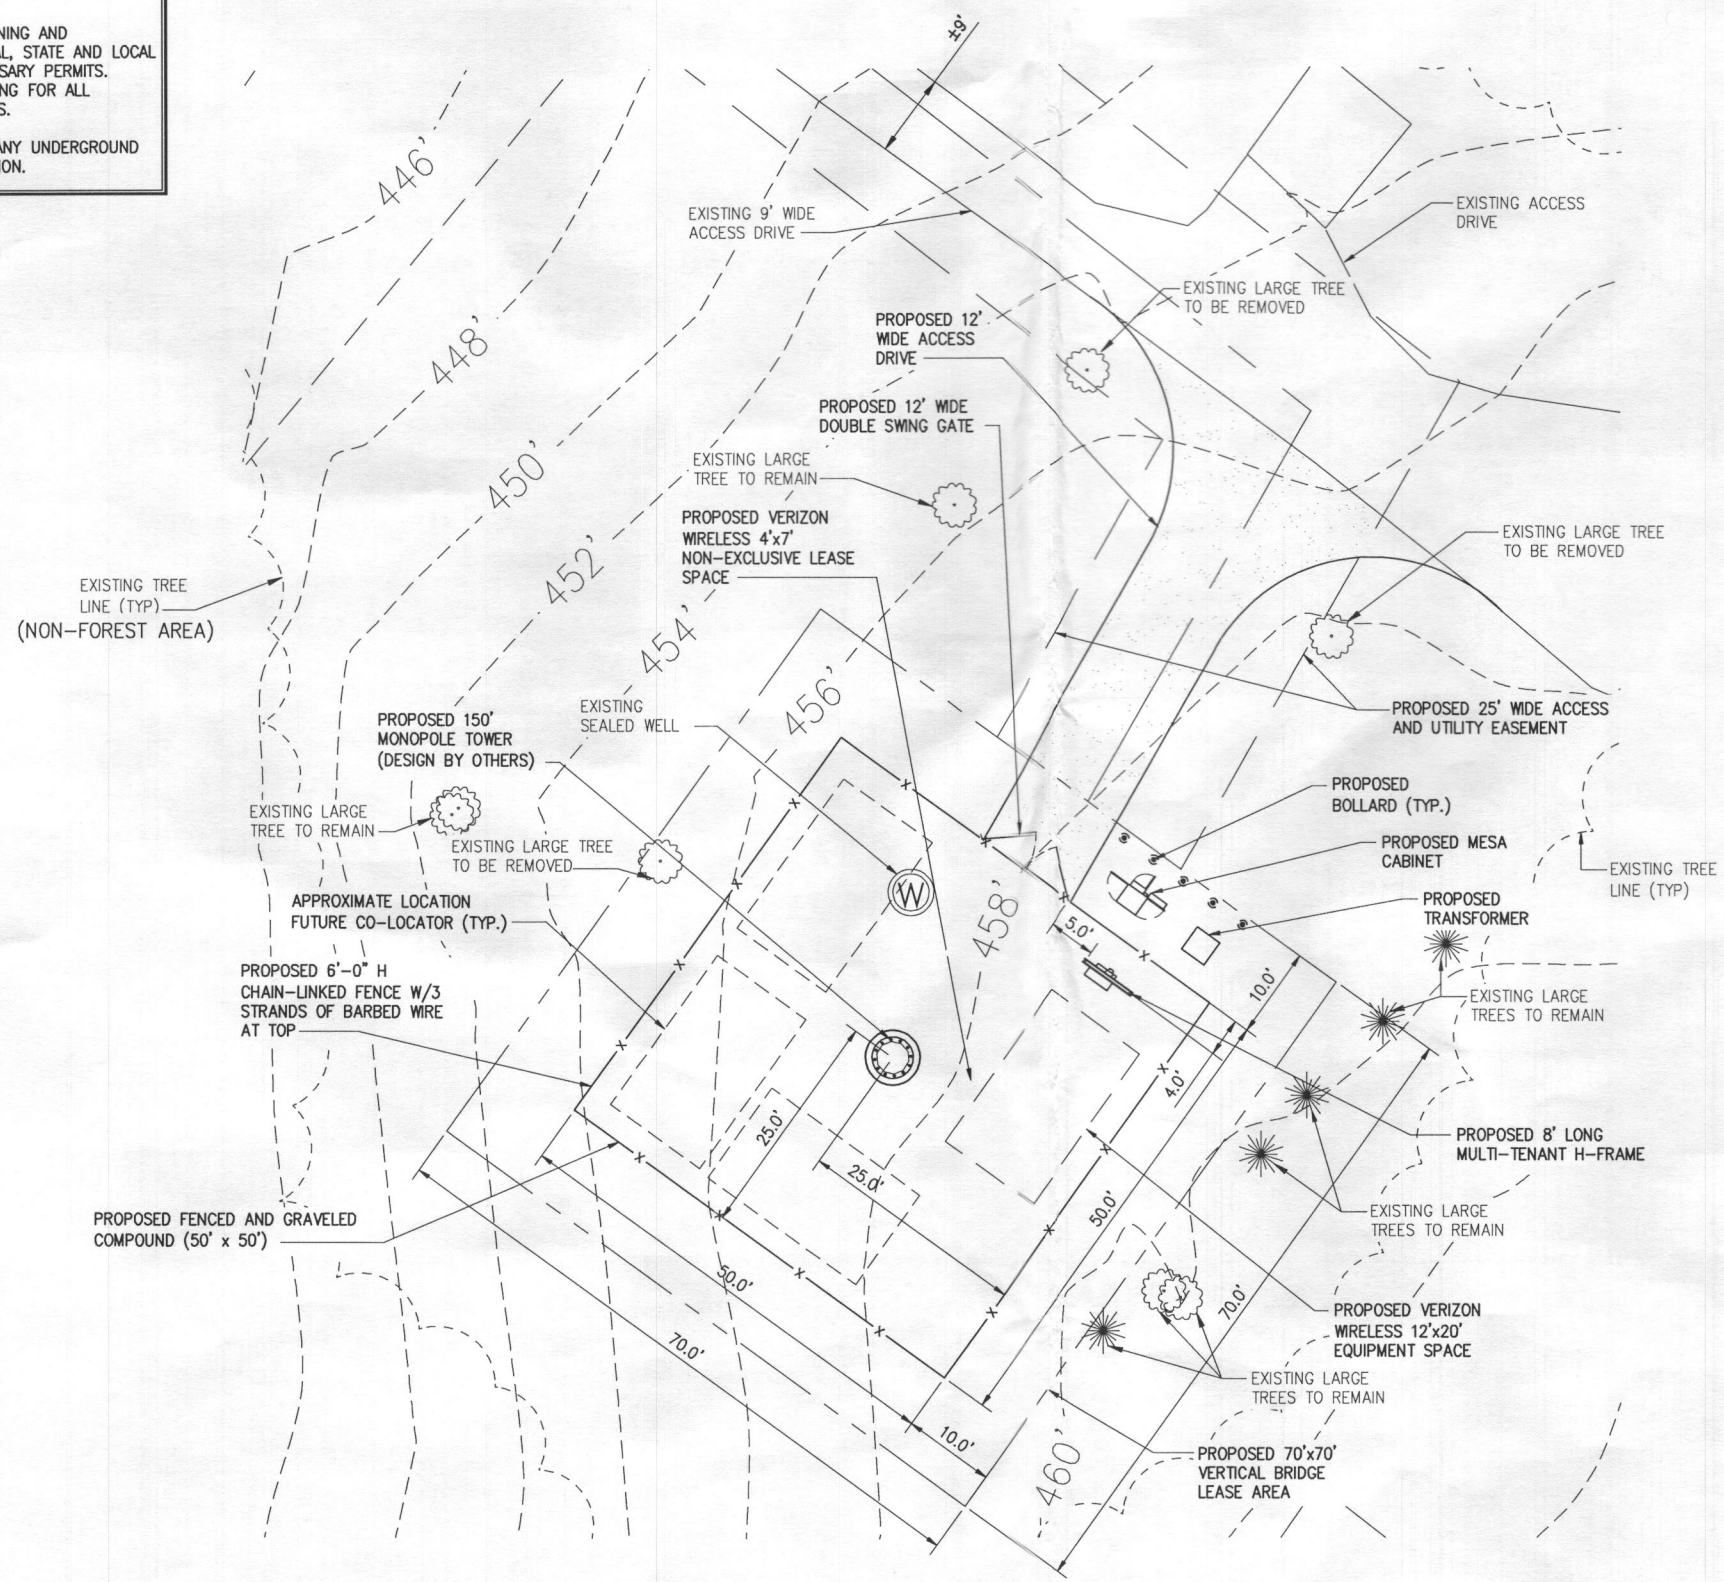 NING AND
AL, STATE AND LOCAL
SARY PERMITS.
NG FOR ALL
S.
ANY UNDERGROUND
ION.
±9'
446'
EXISTING 9' WIDE
ACCESS DRIVE
EXISTING ACCESS
DRIVE
EXISTING LARGE TREE
TO BE REMOVED
448'
PROPOSED 12'
WIDE ACCESS
DRIVE
PROPOSED 12' WIDE
DOUBLE SWING GATE
450'
EXISTING LARGE
TREE TO REMAIN
PROPOSED VERIZON
WIRELESS 4'x7'
NON-EXCLUSIVE LEASE
SPACE
EXISTING LARGE TREE
TO BE REMOVED
452'
EXISTING TREE
LINE (TYP)
(NON-FOREST AREA)
454'
456'
EXISTING
SEALED WELL
PROPOSED 25' WIDE ACCESS
AND UTILITY EASEMENT
PROPOSED 150'
MONOPOLE TOWER
(DESIGN BY OTHERS)
PROPOSED
BOLLARD (TYP.)
EXISTING LARGE
TREE TO REMAIN
EXISTING LARGE TREE
TO BE REMOVED
PROPOSED MESA
CABINET
EXISTING TREE
LINE (TYP)
W
458'
APPROXIMATE LOCATION
FUTURE CO-LOCATOR (TYP.)
PROPOSED
TRANSFORMER
5.0'
PROPOSED 6'-0" H
CHAIN-LINKED FENCE W/3
STRANDS OF BARBED WIRE
AT TOP
10.0'
EXISTING LARGE
TREES TO REMAIN
4.0'
25.0'
25.0'
PROPOSED 8' LONG
MULTI-TENANT H-FRAME
50.0'
EXISTING LARGE
TREES TO REMAIN
PROPOSED FENCED AND GRAVELED
COMPOUND (50' x 50')
50.0'
70.0'
70.0'
PROPOSED VERIZON
WIRELESS 12'x20'
EQUIPMENT SPACE
EXISTING LARGE
TREES TO REMAIN
10.0'
460'
PROPOSED 70'x70'
VERTICAL BRIDGE
LEASE AREA